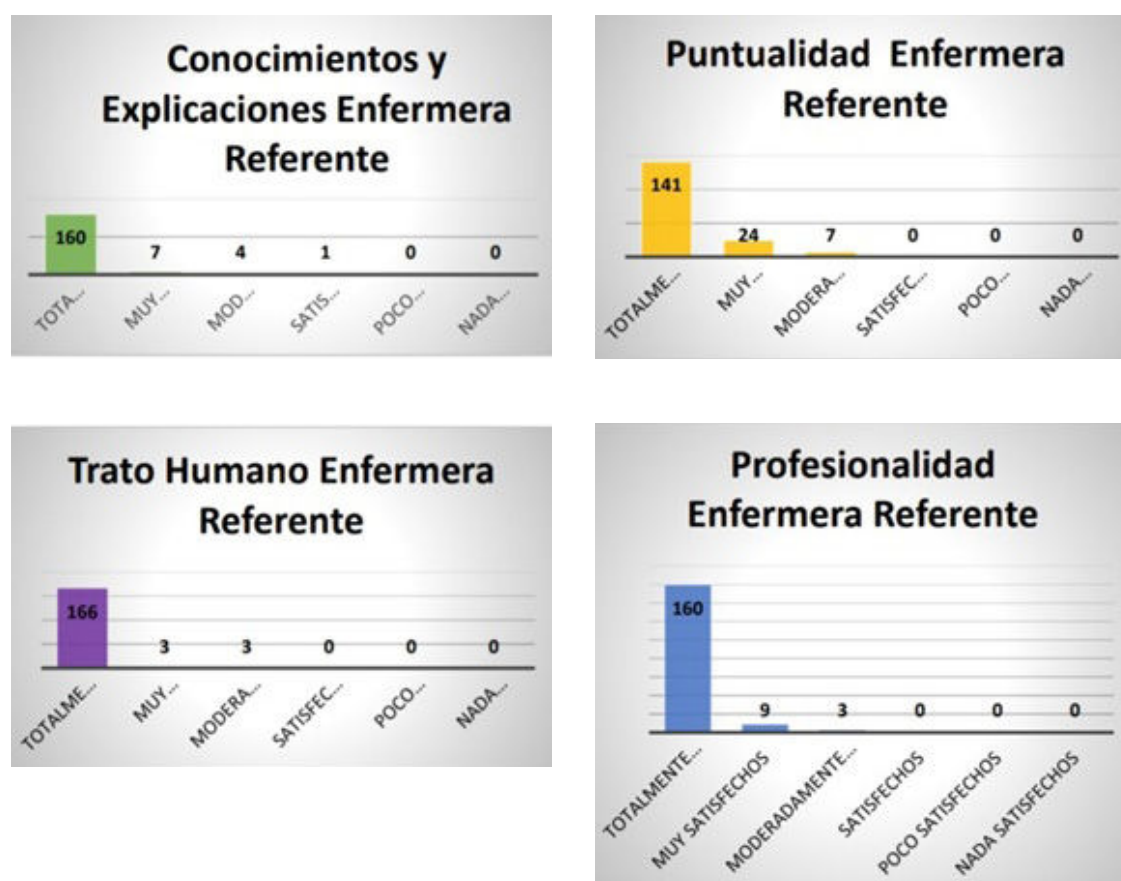 Conocimientos y
Explicaciones Enfermera
Referente
160
7
4
1
0
0
TOTA...
MUY...
MOD...
SATIS...
POCO...
NADA...
Puntualidad Enfermera
Referente
141
24
7
0
0
0
TOTALME...
MUY...
MODERA...
SATISFEC...
POCO...
NADA...
Trato Humano Enfermera
Referente
166
3
3
0
0
0
TOTALME...
MUY...
MODERA...
SATISFEC...
POCO...
NADA...
Profesionalidad
Enfermera Referente
160
9
3
0
0
0
TOTALMENTE...
MUY SATISFECHOS
MODERADAMENTE...
SATISFECHOS
POCO SATISFECHOS
NADA SATISFECHOS